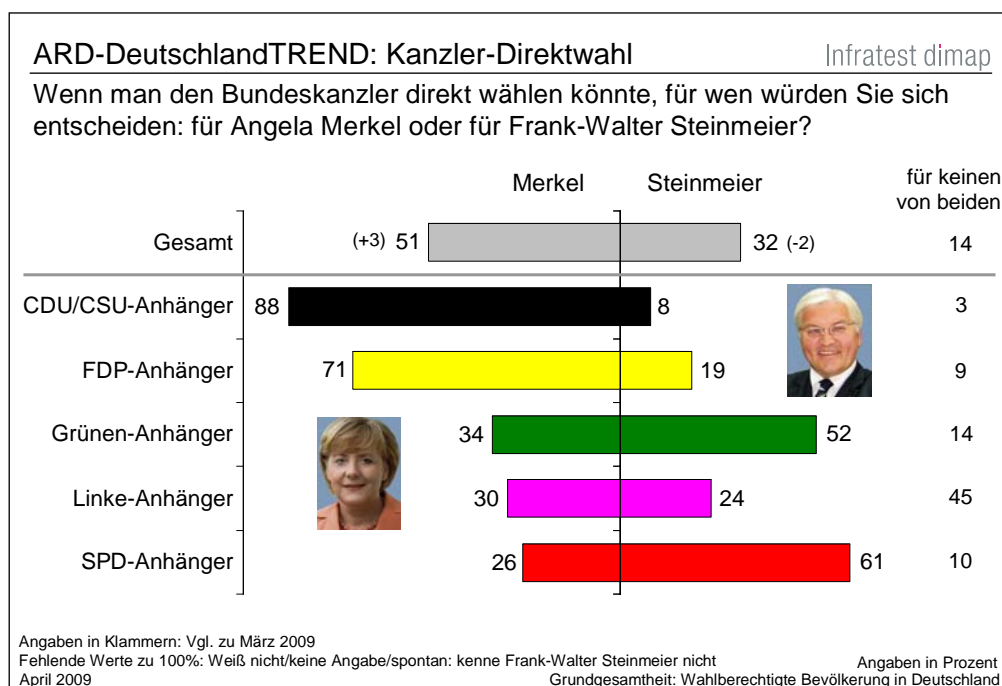 ARD-DeutschlandTREND: Kanzler-Direktwahl
Infratest dimap
Wenn man den Bundeskanzler direkt wählen könnte, für wen würden Sie sich
entscheiden: für Angela Merkel oder für Frank-Walter Steinmeier?
Merkel Steinmeier für keinen
von beiden
Gesamt (+3) 51 32 (-2) 14
CDU/CSU-Anhänger 88 8 3
FDP-Anhänger 71 19 9
Grünen-Anhänger 34 52 14
Linke-Anhänger 30 24 45
SPD-Anhänger 26 61 10
Angaben in Klammern: Vgl. zu März 2009
Fehlende Werte zu 100%: Weiß nicht/keine Angabe/spontan: kenne Frank-Walter Steinmeier nicht
Angaben in Prozent
April 2009
Grundgesamtheit: Wahlberechtigte Bevölkerung in Deutschland